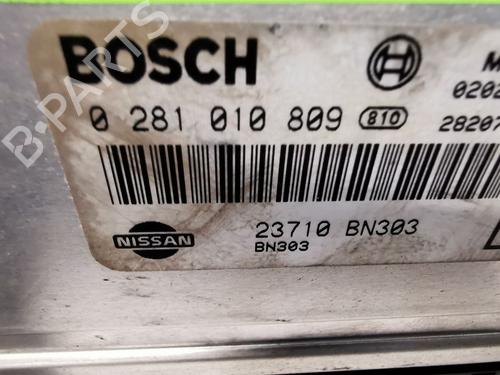 BOSCH
M
0202
0 281 010 809 810
28207
NISSAN
23710 BN303
BN303
B-PARTS